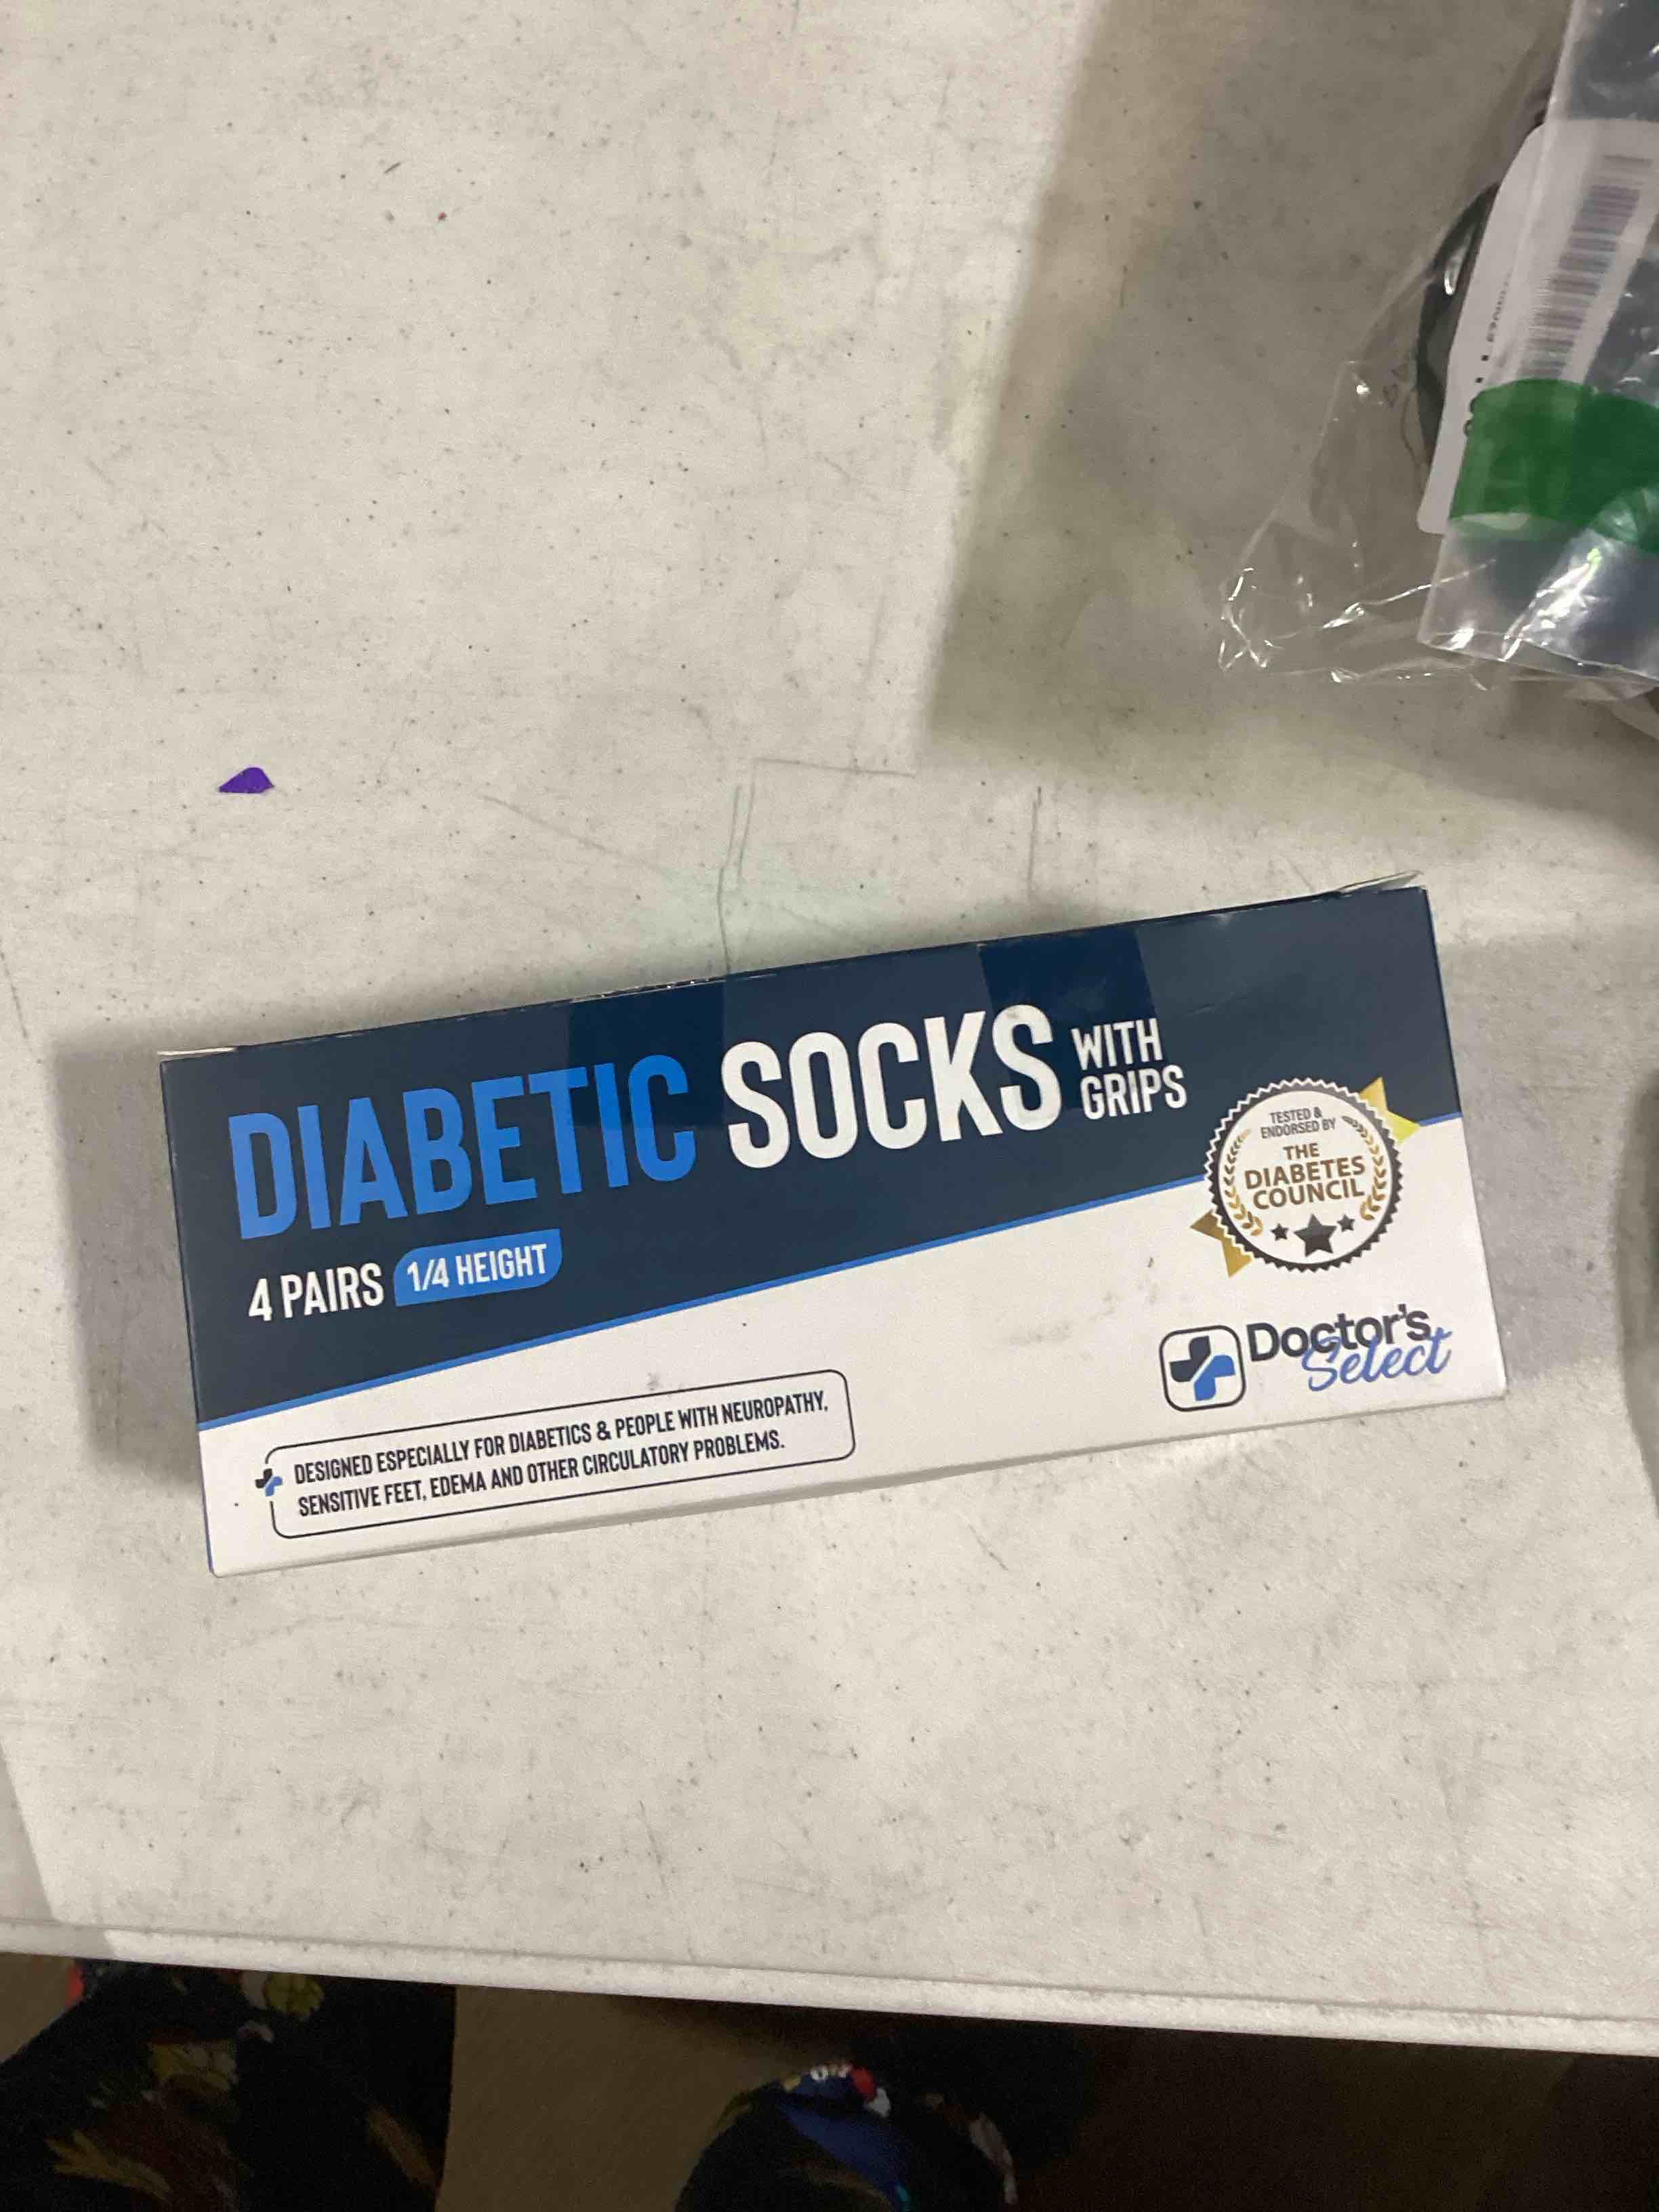 DIABETIC SOCKS WITH
GRIPS
4 PAIRS 1/4 HEIGHT
TESTED &
ENDORSED BY
THE
DIABETES
COUNCIL
Doctor's
Select
DESIGNED ESPECIALLY FOR DIABETICS & PEOPLE WITH NEUROPATHY,
SENSITIVE FEET, EDEMA AND OTHER CIRCULATORY PROBLEMS.